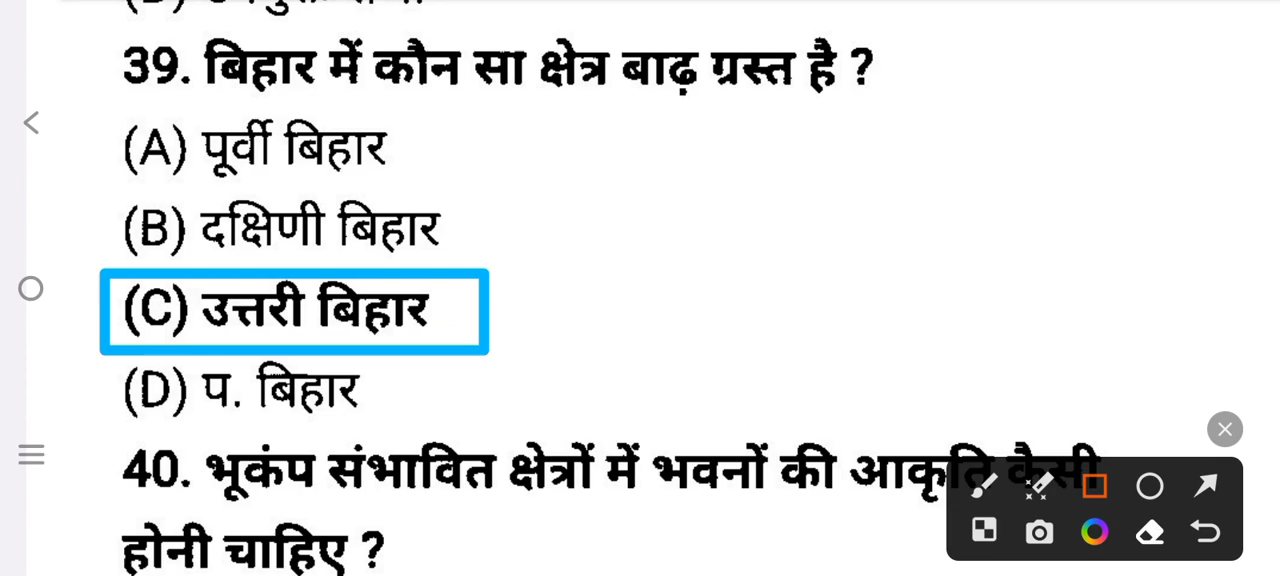 39. बिहार में कौन सा क्षेत्र बाढ़ ग्रस्त है ?
(A) पूर्वी बिहार
(B) दक्षिणी बिहार
(C) उत्तरी बिहार
(D) प. बिहार
40. भूकंप संभावित क्षेत्रों में भवनों की आकृति कैसी
होनी चाहिए ?